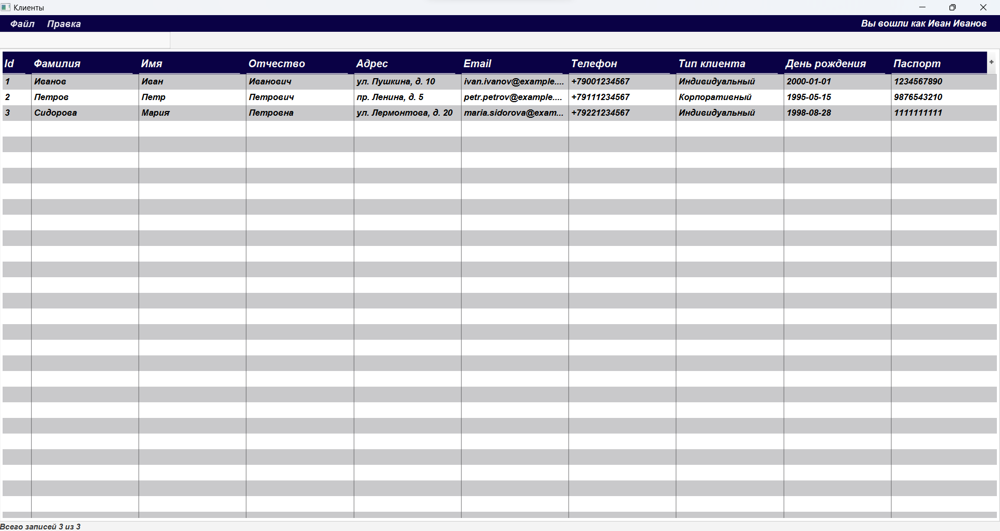 Клиенты
Файл Правка Вы вошли как Иван Иванов
Id Фамилия Имя Отчество Адрес Email Телефон Тип клиента День рождения Паспорт +
1 Иванов Иван Иванович ул. Пушкина, д. 10 ivan.ivanov@example.... +79001234567 Индивидуальный 2000-01-01 1234567890
2 Петров Петр Петрович пр. Ленина, д. 5 petr.petrov@example.... +79111234567 Корпоративный 1995-05-15 9876543210
3 Сидорова Мария Петровна ул. Лермонтова, д. 20 maria.sidorova@exam... +79221234567 Индивидуальный 1998-08-28 1111111111
Всего записей 3 из 3